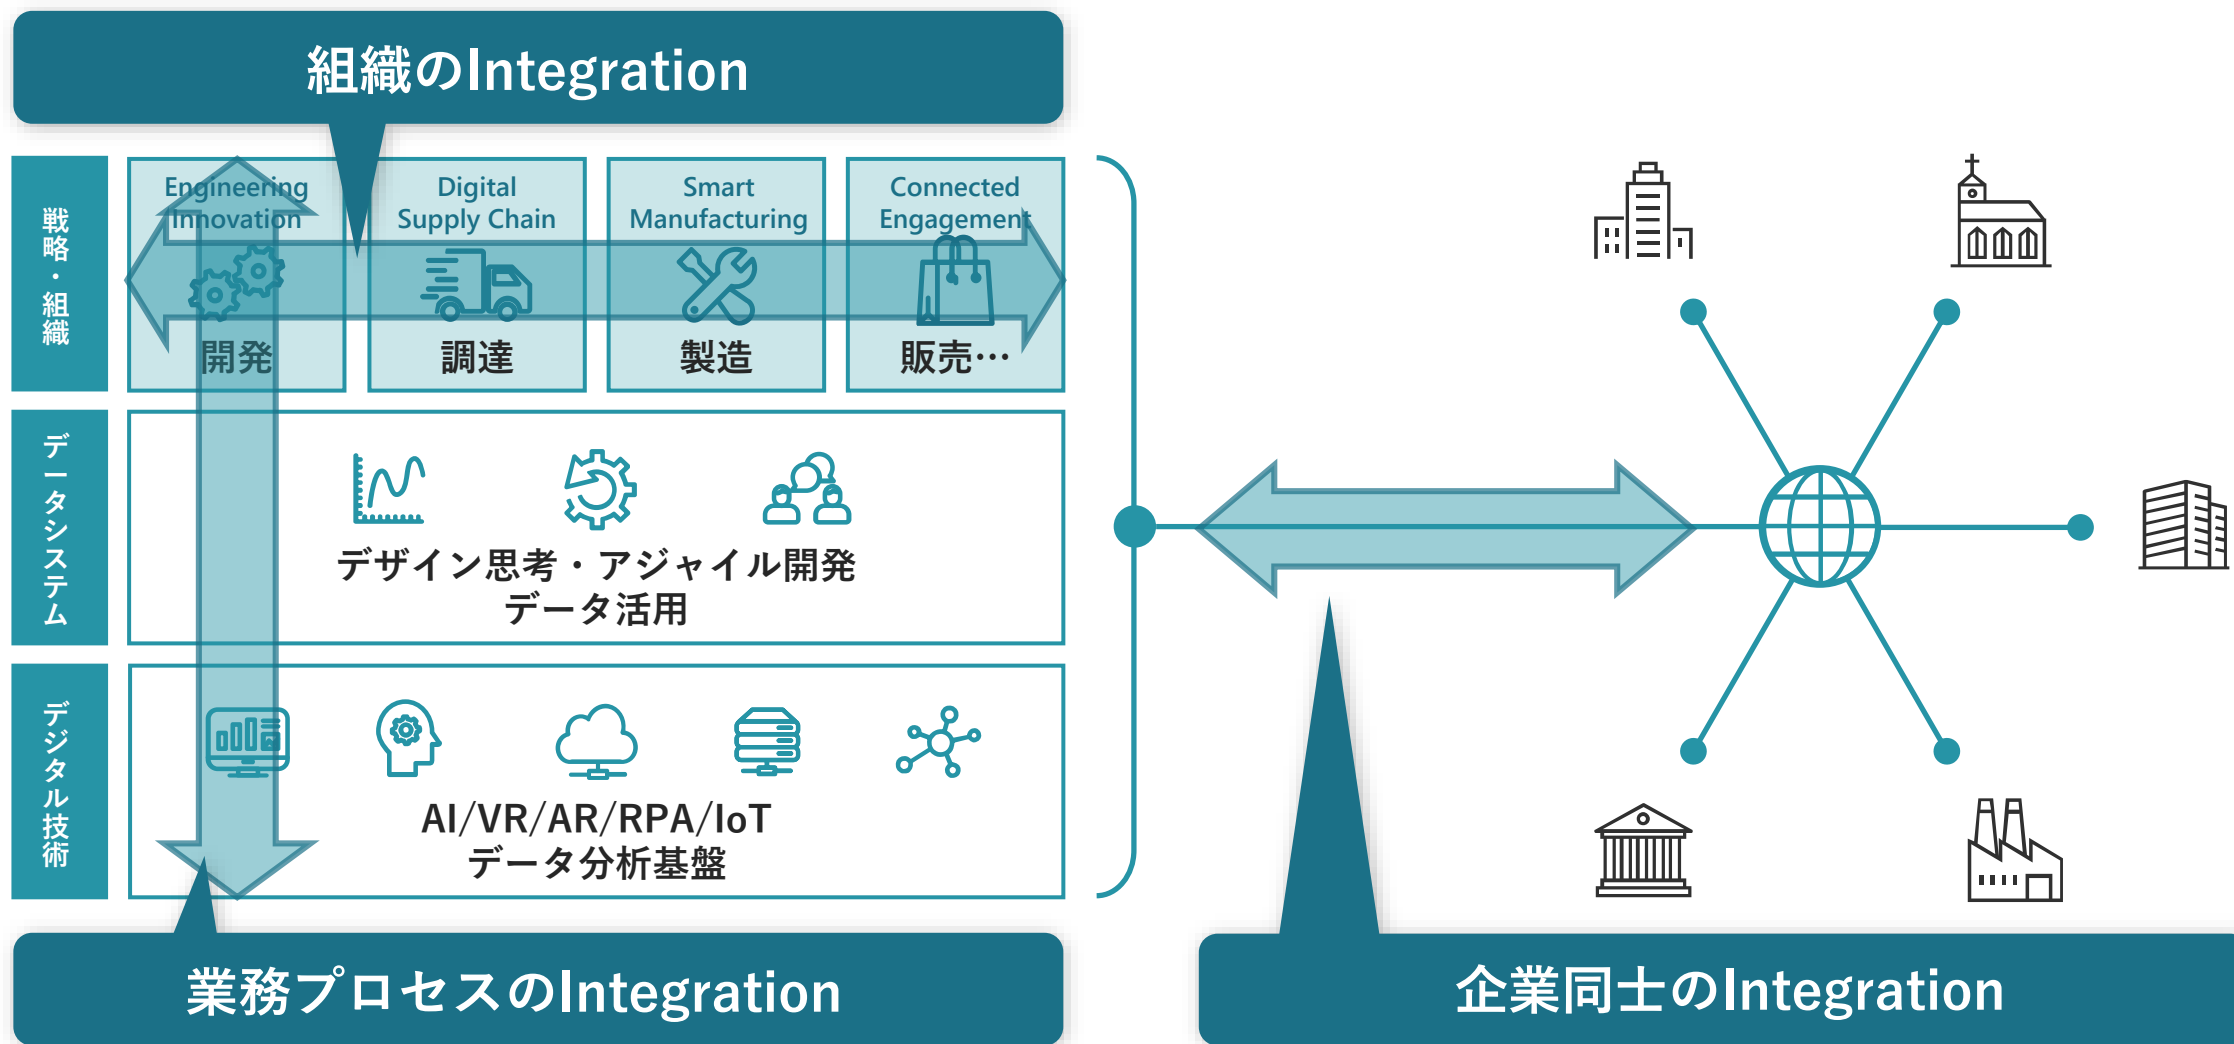 組織のIntegration
戦略・組織
Engineering
Innovation
開発
Digital
Supply Chain
調達
Smart
Manufacturing
製造
Connected
Engagement
販売…
データシステム
デザイン思考・アジャイル開発
データ活用
デジタル技術
AI/VR/AR/RPA/IoT
データ分析基盤
業務プロセスのIntegration
企業同士のIntegration